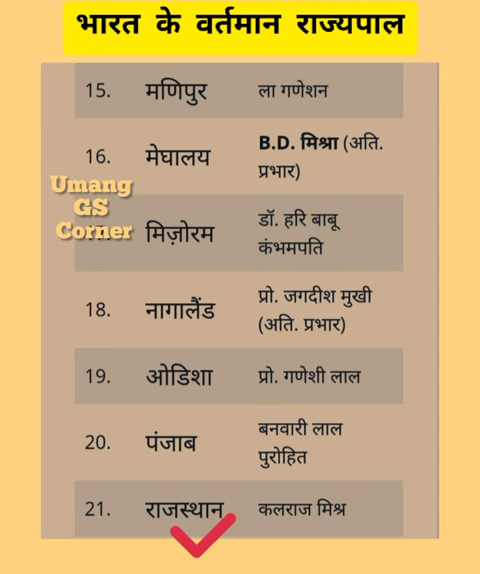 भारत के वर्तमान राज्यपाल
15. मणिपुर ला गणेशन
16. मेघालय B.D. मिश्रा (अति. प्रभार)
Umang
GS
Corner
मिज़ोरम डॉ. हरि बाबू कंभमपति
18. नागालैंड प्रो. जगदीश मुखी (अति. प्रभार)
19. ओडिशा प्रो. गणेशी लाल
20. पंजाब बनवारी लाल पुरोहित
21. राजस्थान कलराज मिश्र